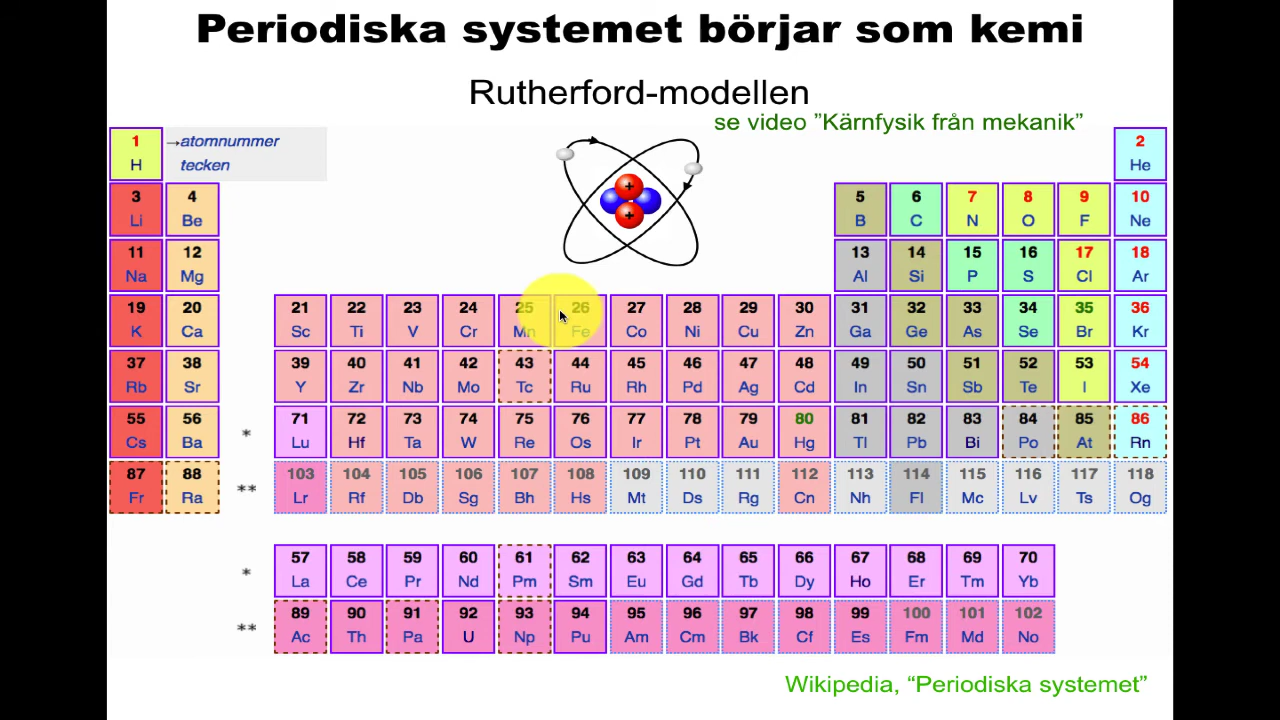 Periodiska systemet börjar som kemi
Rutherford-modellen
se video ”Kärnfysik från mekanik”
1 →atomnummer 2
H tecken He
+
+
3 4 5 6 7 8 9 10
Li Be B C N O F Ne
11 12 13 14 15 16 17 18
Na Mg Al Si P S Cl Ar
19 20 21 22 23 24 25 26 27 28 29 30 31 32 33 34 35 36
K Ca Sc Ti V Cr Mn Fe Co Ni Cu Zn Ga Ge As Se Br Kr
37 38 39 40 41 42 43 44 45 46 47 48 49 50 51 52 53 54
Rb Sr Y Zr Nb Mo Tc Ru Rh Pd Ag Cd In Sn Sb Te I Xe
55 56 * 71 72 73 74 75 76 77 78 79 80 81 82 83 84 85 86
Cs Ba Lu Hf Ta W Re Os Ir Pt Au Hg Tl Pb Bi Po At Rn
87 88 ** 103 104 105 106 107 108 109 110 111 112 113 114 115 116 117 118
Fr Ra Lr Rf Db Sg Bh Hs Mt Ds Rg Cn Nh Fl Mc Lv Ts Og
* 57 58 59 60 61 62 63 64 65 66 67 68 69 70
La Ce Pr Nd Pm Sm Eu Gd Tb Dy Ho Er Tm Yb
** 89 90 91 92 93 94 95 96 97 98 99 100 101 102
Ac Th Pa U Np Pu Am Cm Bk Cf Es Fm Md No
Wikipedia, “Periodiska systemet”